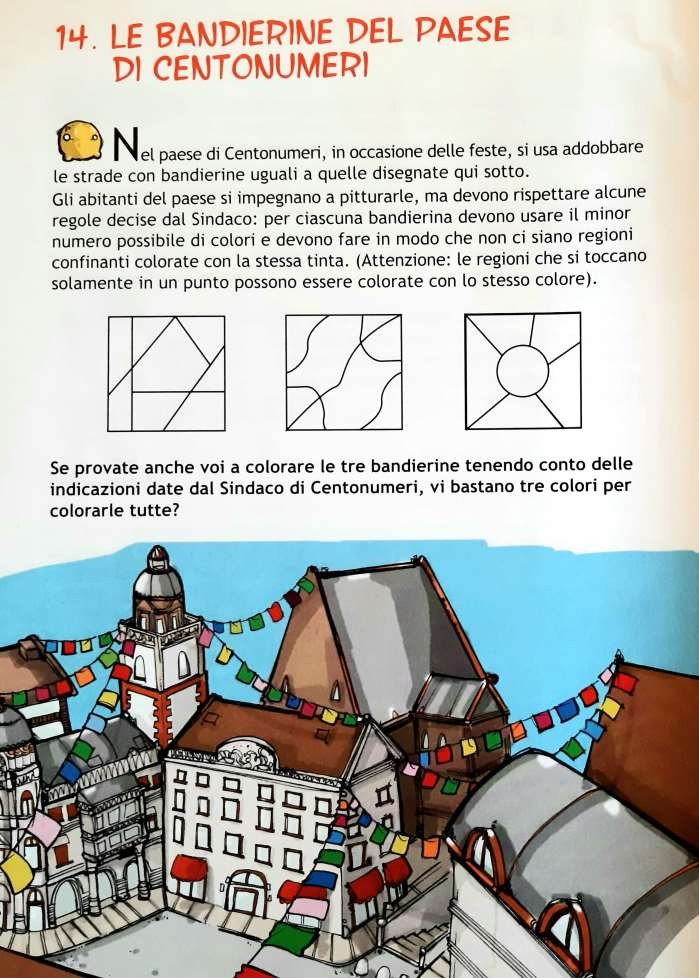 14. LE BANDIERINE DEL PAESE
DI CENTONUMERI
Nel paese di Centonumeri, in occasione delle feste, si usa addobbare
le strade con bandierine uguali a quelle disegnate qui sotto.
Gli abitanti del paese si impegnano a pitturarle, ma devono rispettare alcune
regole decise dal Sindaco: per ciascuna bandierina devono usare il minor
numero possibile di colori e devono fare in modo che non ci siano regioni
confinanti colorate con la stessa tinta. (Attenzione: le regioni che si toccano
solamente in un punto possono essere colorate con lo stesso colore).
Se provate anche voi a colorare le tre bandierine tenendo conto delle
indicazioni date dal Sindaco di Centonumeri, vi bastano tre colori per
colorarle tutte?